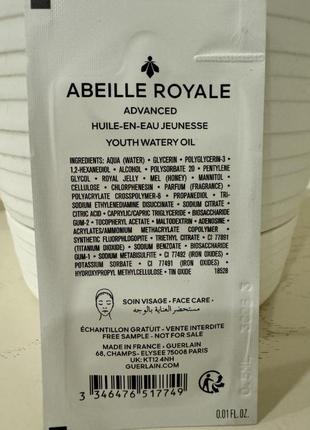 ABEILLE ROYALE
ADVANCED
HUILE-EN-EAU JEUNESSE
YOUTH WATERY OIL
INGREDIENTS: AQUA (WATER) • GLYCERIN • POLYGLYCERIN-3 •
1,2-HEXANEDIOL • ALCOHOL • POLYSORBATE 20 • PENTYLENE
GLYCOL • ROYAL JELLY • MEL (HONEY) • MANNITOL •
CELLULOSE • CHLORPHENESIN • PARFUM (FRAGRANCE) •
POLYACRYLATE CROSSPOLYMER-6 • PROPANEDIOL • TRI-
SODIUM ETHYLENEDIAMINE DISUCCINATE • SODIUM CITRATE •
CITRIC ACID • CAPRYLIC/CAPRIC TRIGLYCERIDE • BIOSACCHARIDE
GUM-2 • TOCOPHERYL ACETATE • MALTODEXTRIN • ADENOSINE •
ACRYLATES/AMMONIUM METHACRYLATE COPOLYMER •
SYNTHETIC FLUORPHLOGOPITE • TRIETHYL CITRATE • CI 77891
(TITANIUM DIOXIDE) • SODIUM BENZOATE • BIOSACCHARIDE
GUM-1 • SODIUM METABISULFITE • CI 77492 (IRON OXIDES) •
POTASSIUM SORBATE • CI 77491 (IRON OXIDES) •
HYDROXYPROPYL METHYLCELLULOSE • TIN OXIDE 18528
SOIN VISAGE • FACE CARE •
مستحضر العناية بالوجه
ÉCHANTILLON GRATUIT - VENTE INTERDITE
FREE SAMPLE - NOT FOR SALE
MADE IN FRANCE - GUERLAIN
68, CHAMPS - ELYSEE 75008 PARIS
UK: KT12 4NH
GUERLAIN.COM
3 346476 517749
0.01 FL. OZ.